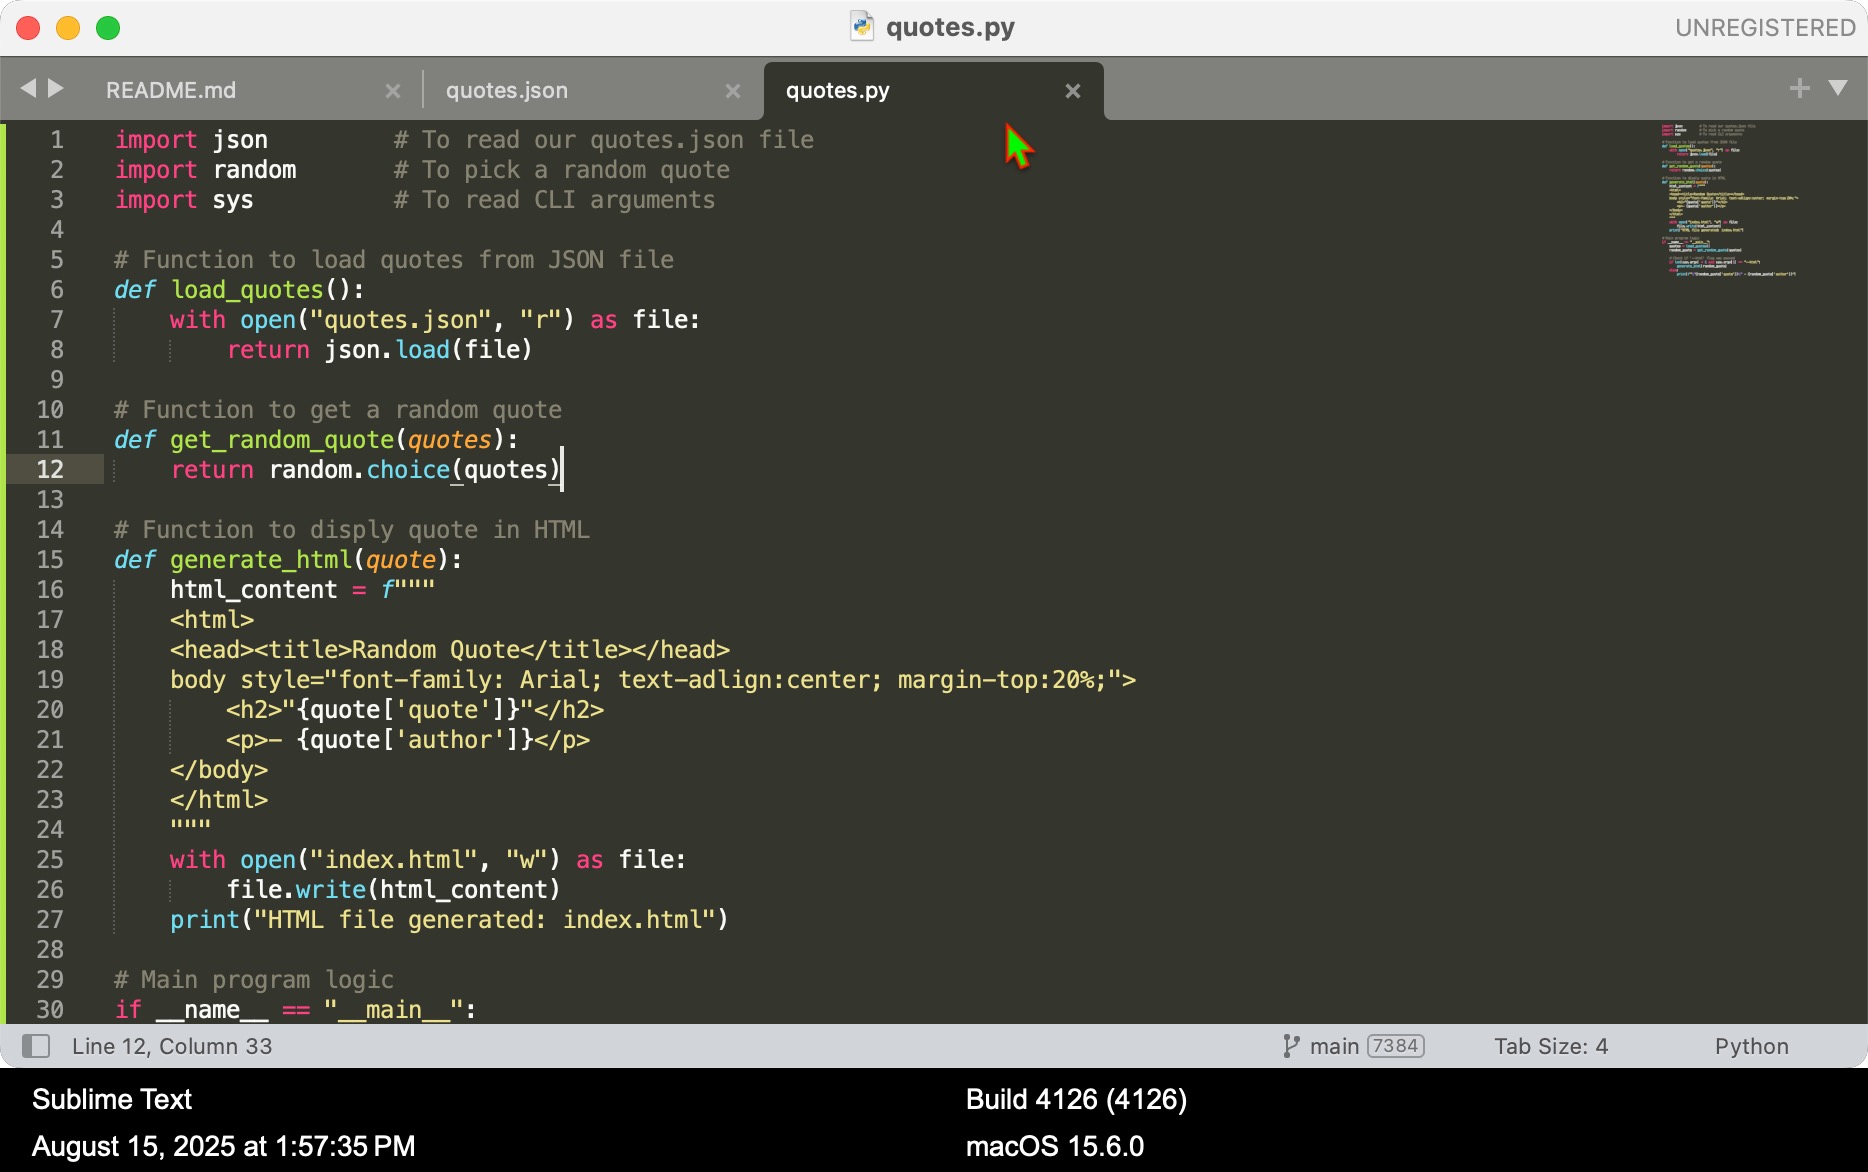 quotes.py
UNREGISTERED
README.md
quotes.json
quotes.py
1 import json         # To read our quotes.json file
2 import random       # To pick a random quote
3 import sys          # To read CLI arguments
4
5 # Function to load quotes from JSON file
6 def load_quotes():
7     with open("quotes.json", "r") as file:
8         return json.load(file)
9
10 # Function to get a random quote
11 def get_random_quote(quotes):
12     return random.choice(quotes)
13
14 # Function to disply quote in HTML
15 def generate_html(quote):
16     html_content = f"""
17     <html>
18     <head><title>Random Quote</title></head>
19     body style="font-family: Arial; text-adlign:center; margin-top:20%;">
20         <h2>"{quote['quote']}"</h2>
21         <p>- {quote['author']}</p>
22     </body>
23     </html>
24     """
25     with open("index.html", "w") as file:
26         file.write(html_content)
27     print("HTML file generated: index.html")
28
29 # Main program logic
30 if __name__ == "__main__":
Line 12, Column 33
main 7384
Tab Size: 4
Python
Sublime Text
Build 4126 (4126)
August 15, 2025 at 1:57:35 PM
macOS 15.6.0